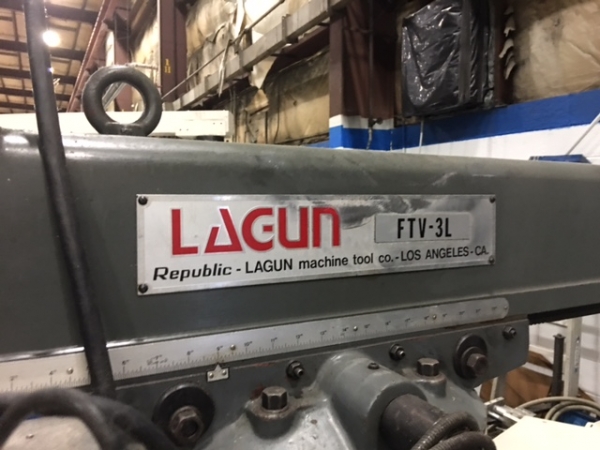 LAGUN
FTV-3L
Republic - LAGUN machine tool co.- LOS ANGELES - CA.